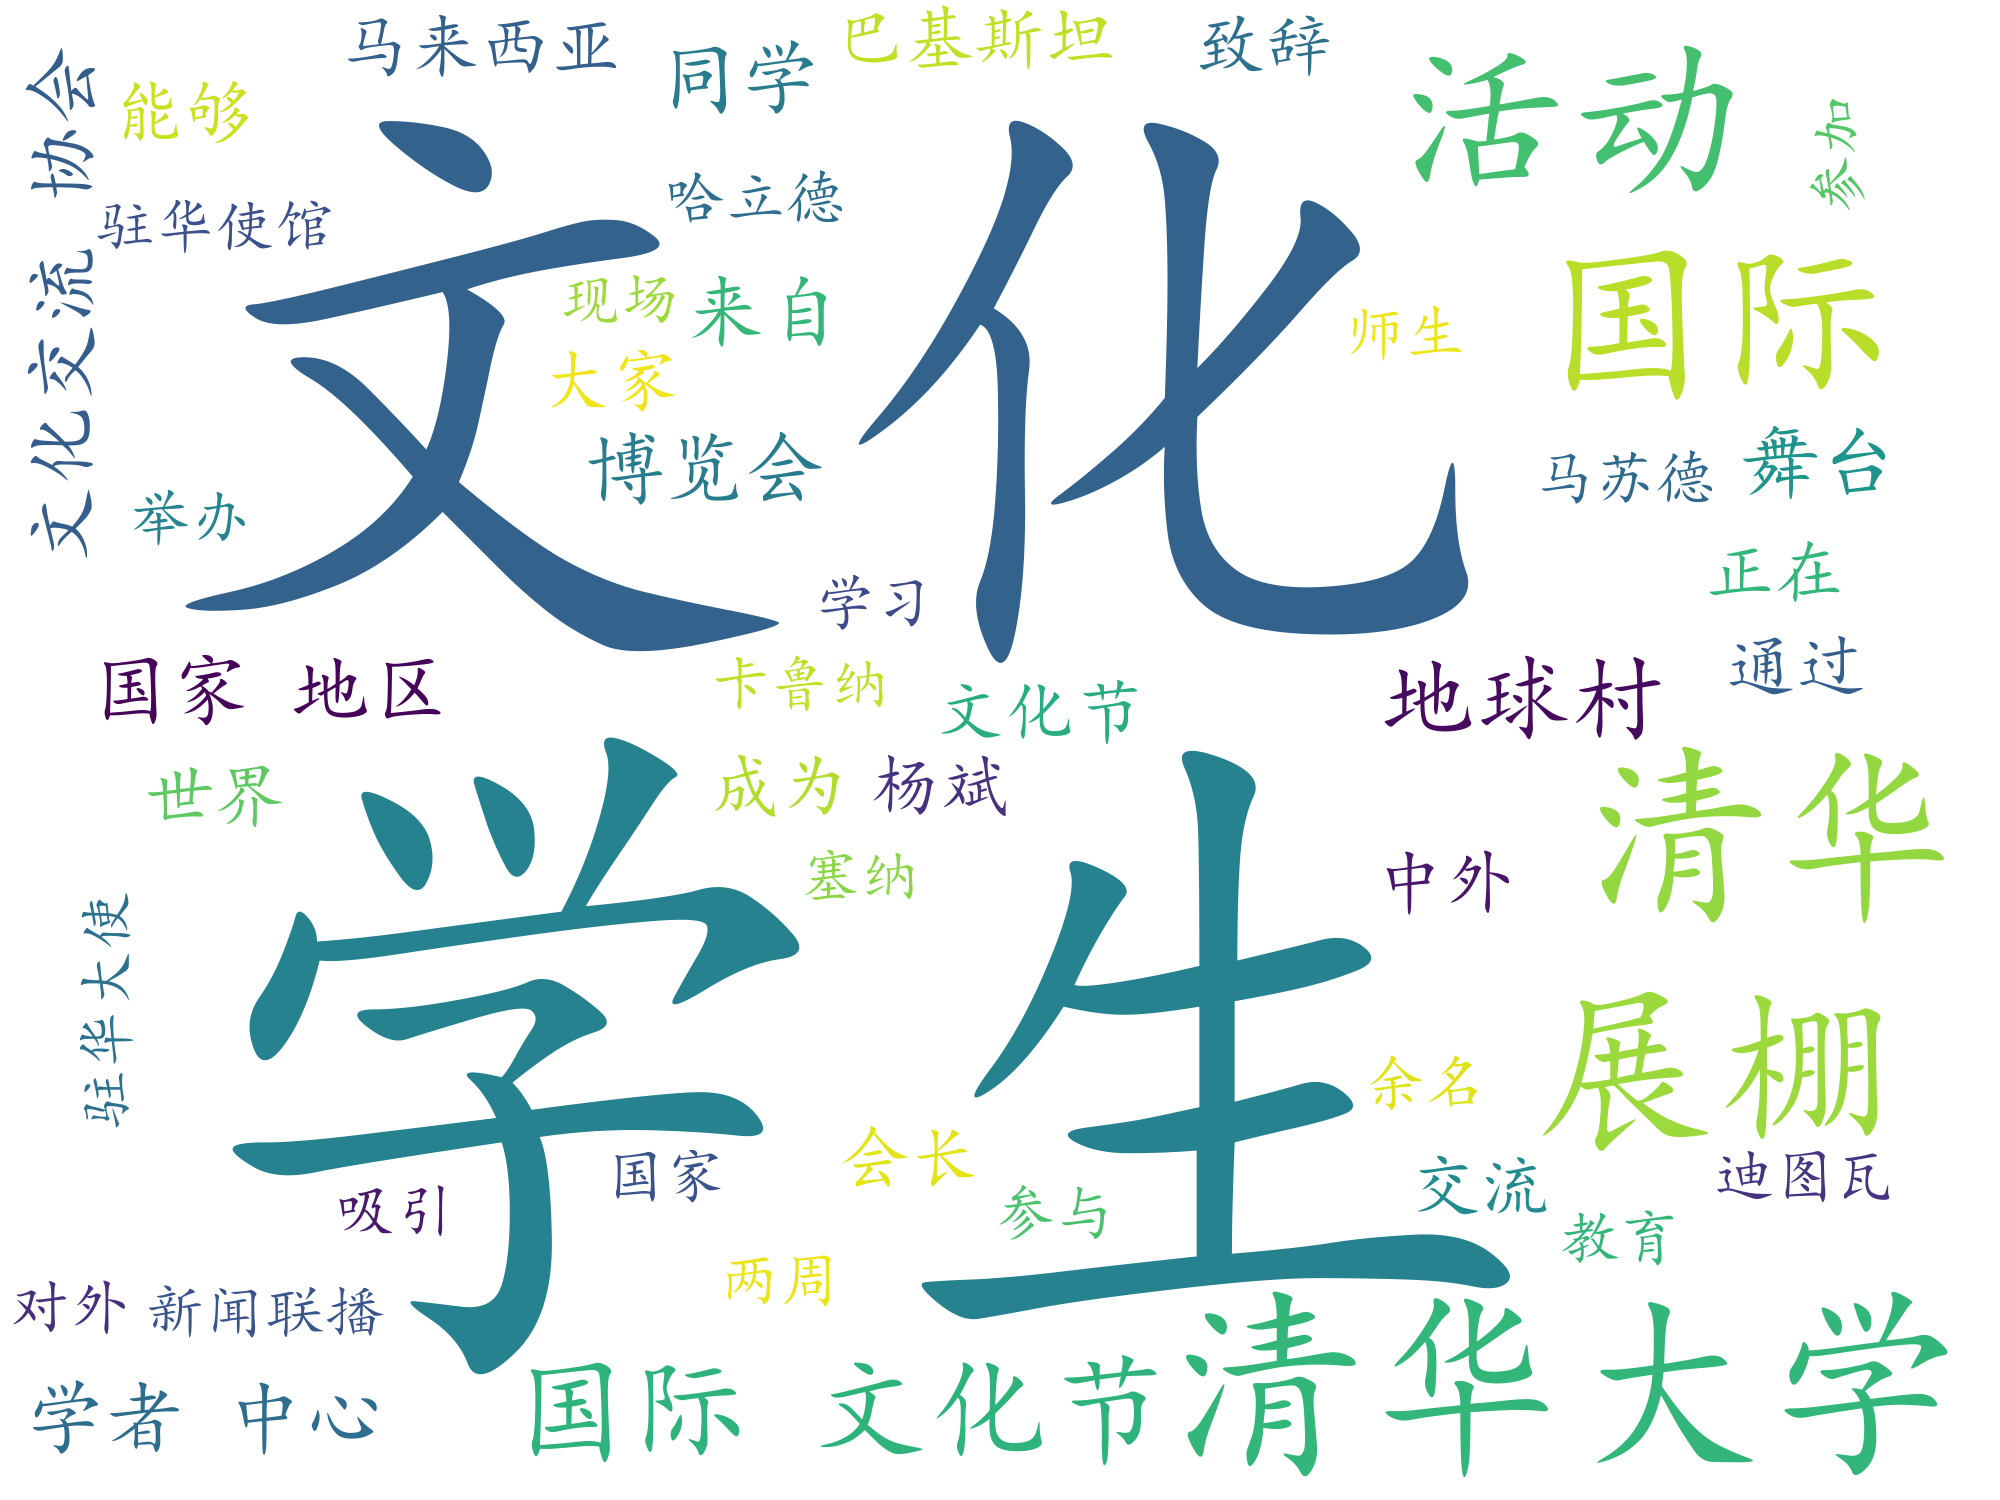 马来西亚
同学
巴基斯坦
致辞
活动
参加
能够
文化交流 协会
驻华使馆
哈立德
文化
国际
现场
来自
师生
大家
博览会
马苏德
舞台
举办
正在
学习
国家 地区
卡鲁纳
文化节
地球村
通过
世界
成为
杨斌
清华
学生
塞纳
中外
驻华大使
展棚
余名
国家
会长
参与
交流
迪图瓦
吸引
教育
两周
对外
新闻联播
学者 中心
国际 文化节
清华大学